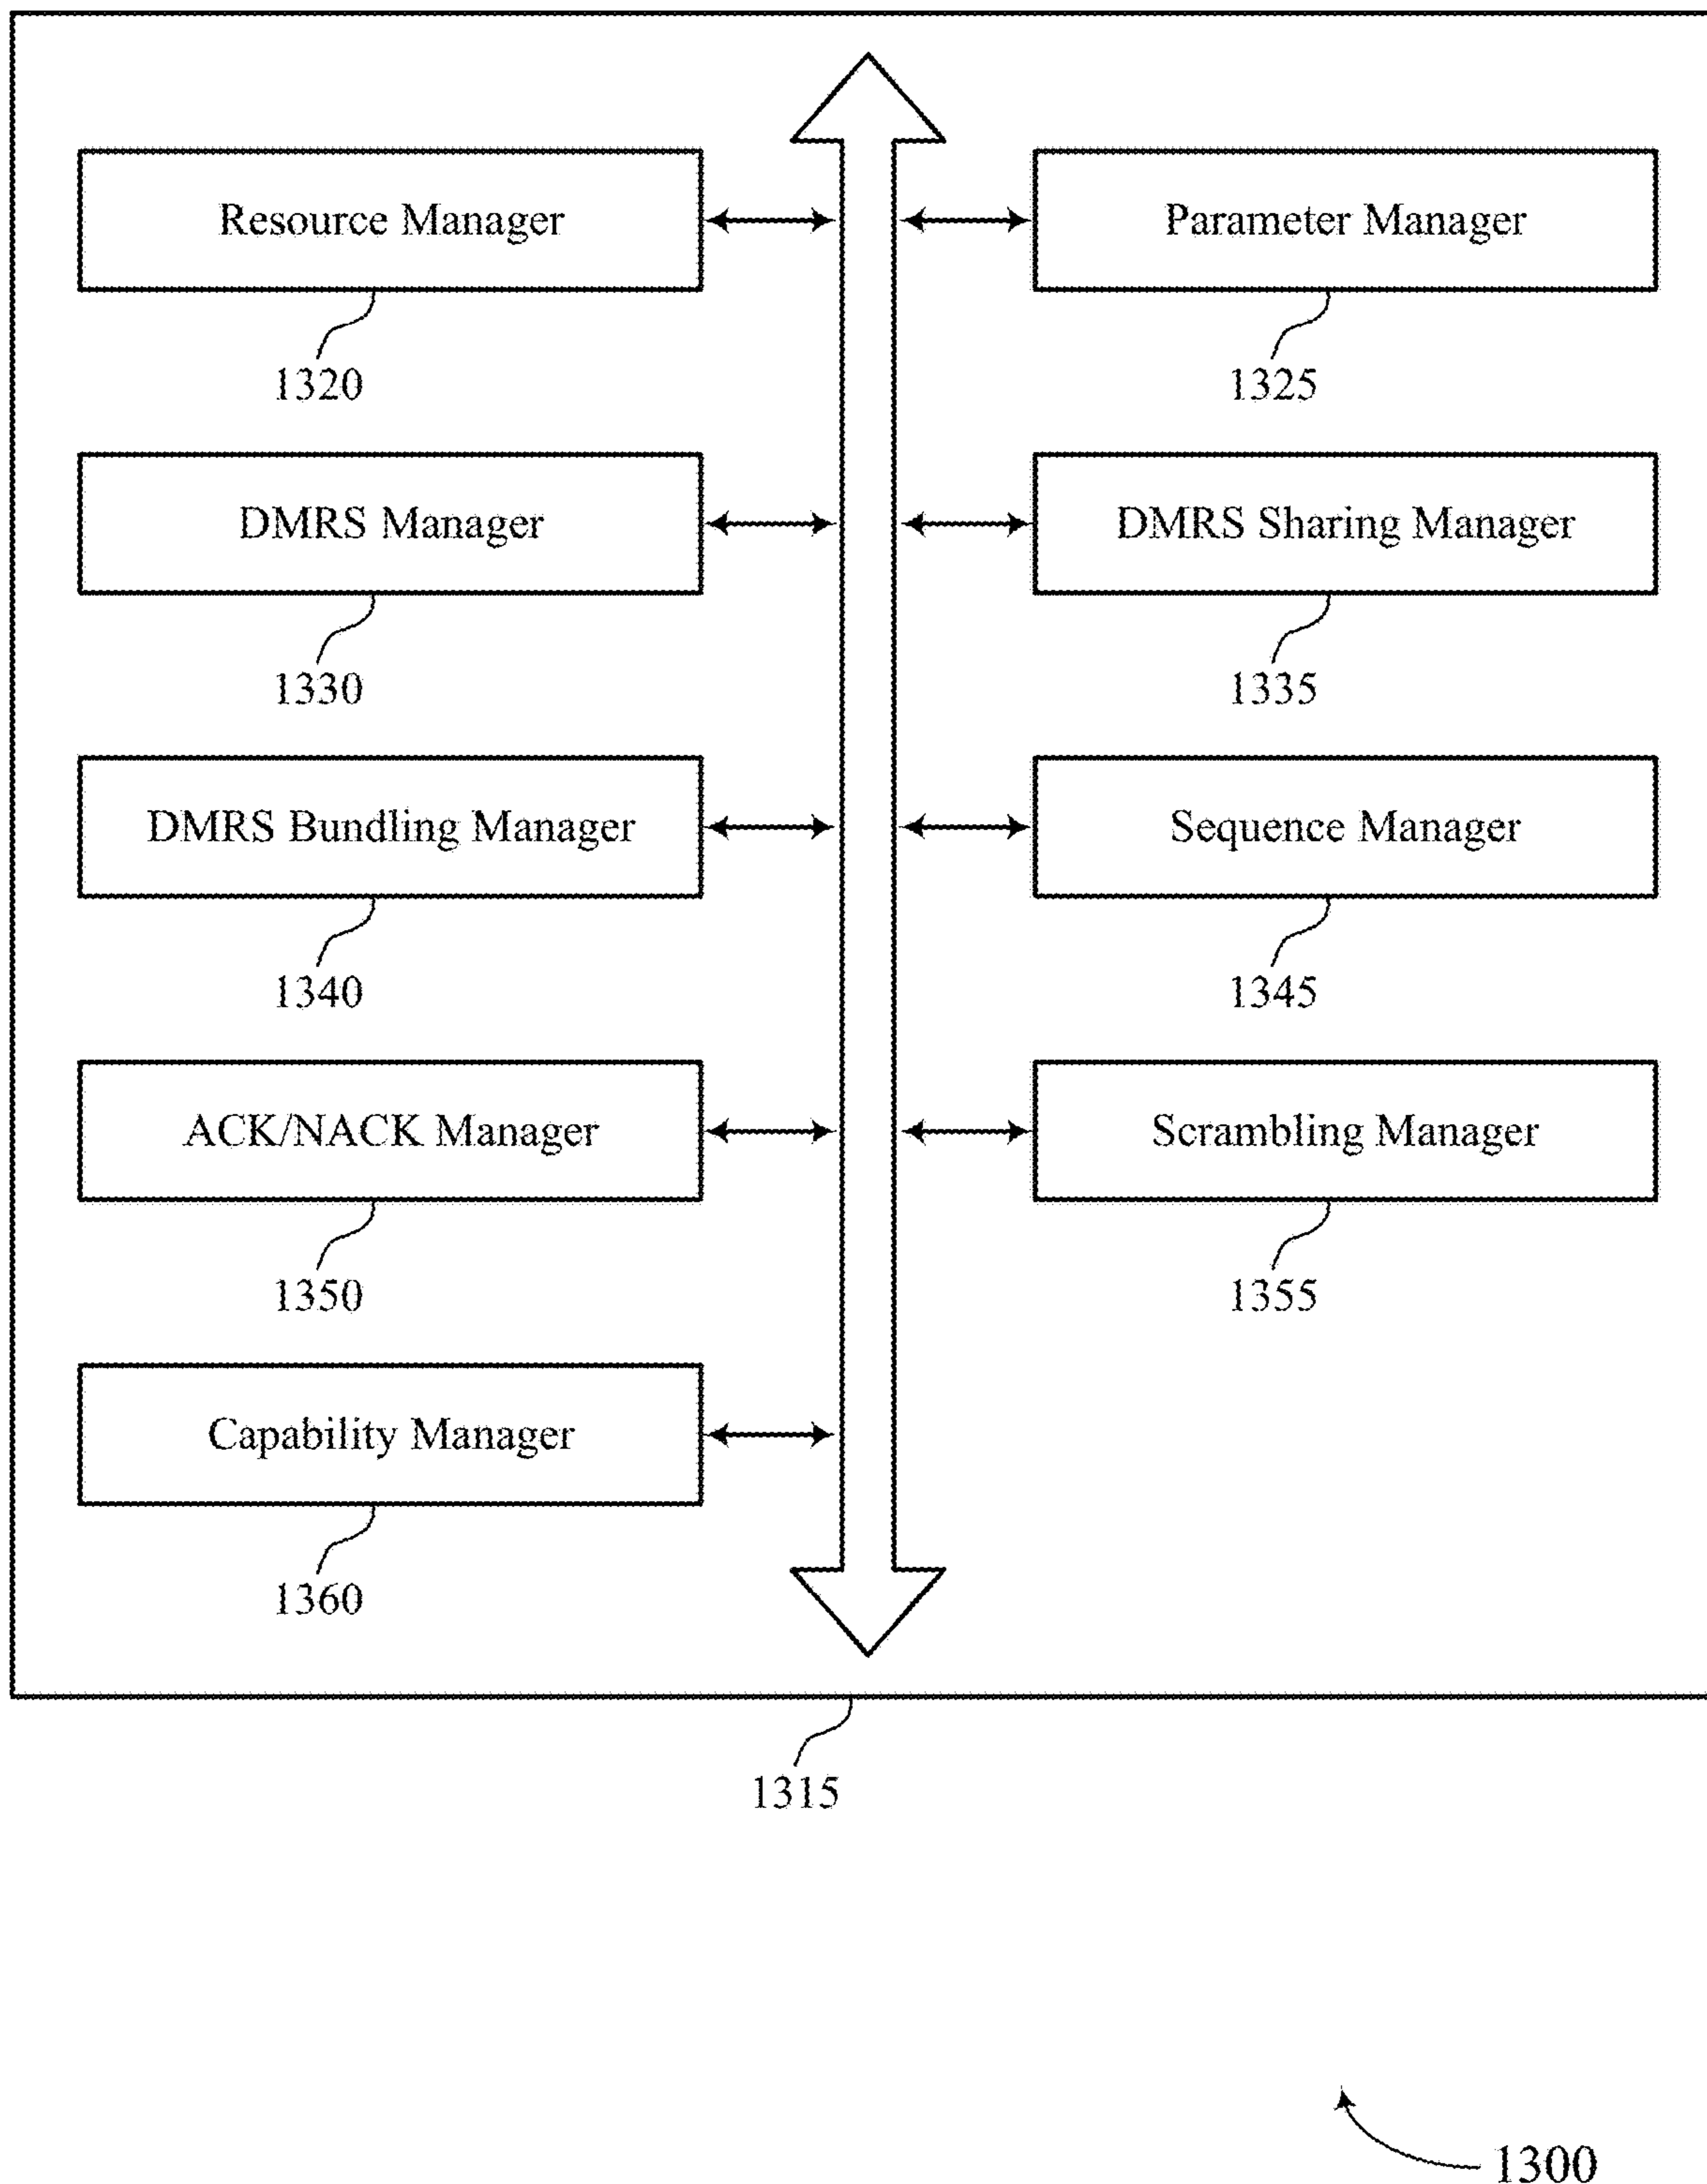 Resource Manager
Parameter Manager
1320
1325
DMRS Manager
DMRS Sharing Manager
1330
1335
DMRS Bundling Manager
Sequence Manager
1340
1345
ACK/NACK Manager
Scrambling Manager
1350
1355
Capability Manager
1360
1315
1300